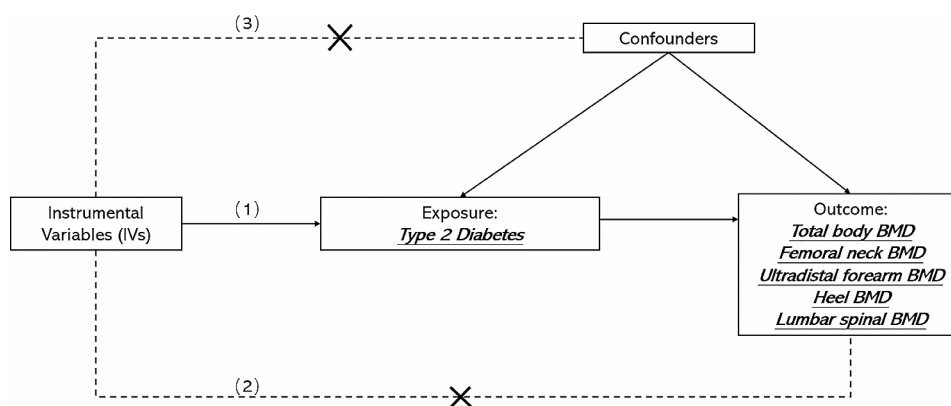 (3)
Confounders
Instrumental
Variables (IVs)
(1)
Exposure:
Type 2 Diabetes
Outcome:
Total body BMD
Femoral neck BMD
Ultradistal forearm BMD
Heel BMD
Lumbar spinal BMD
(2)